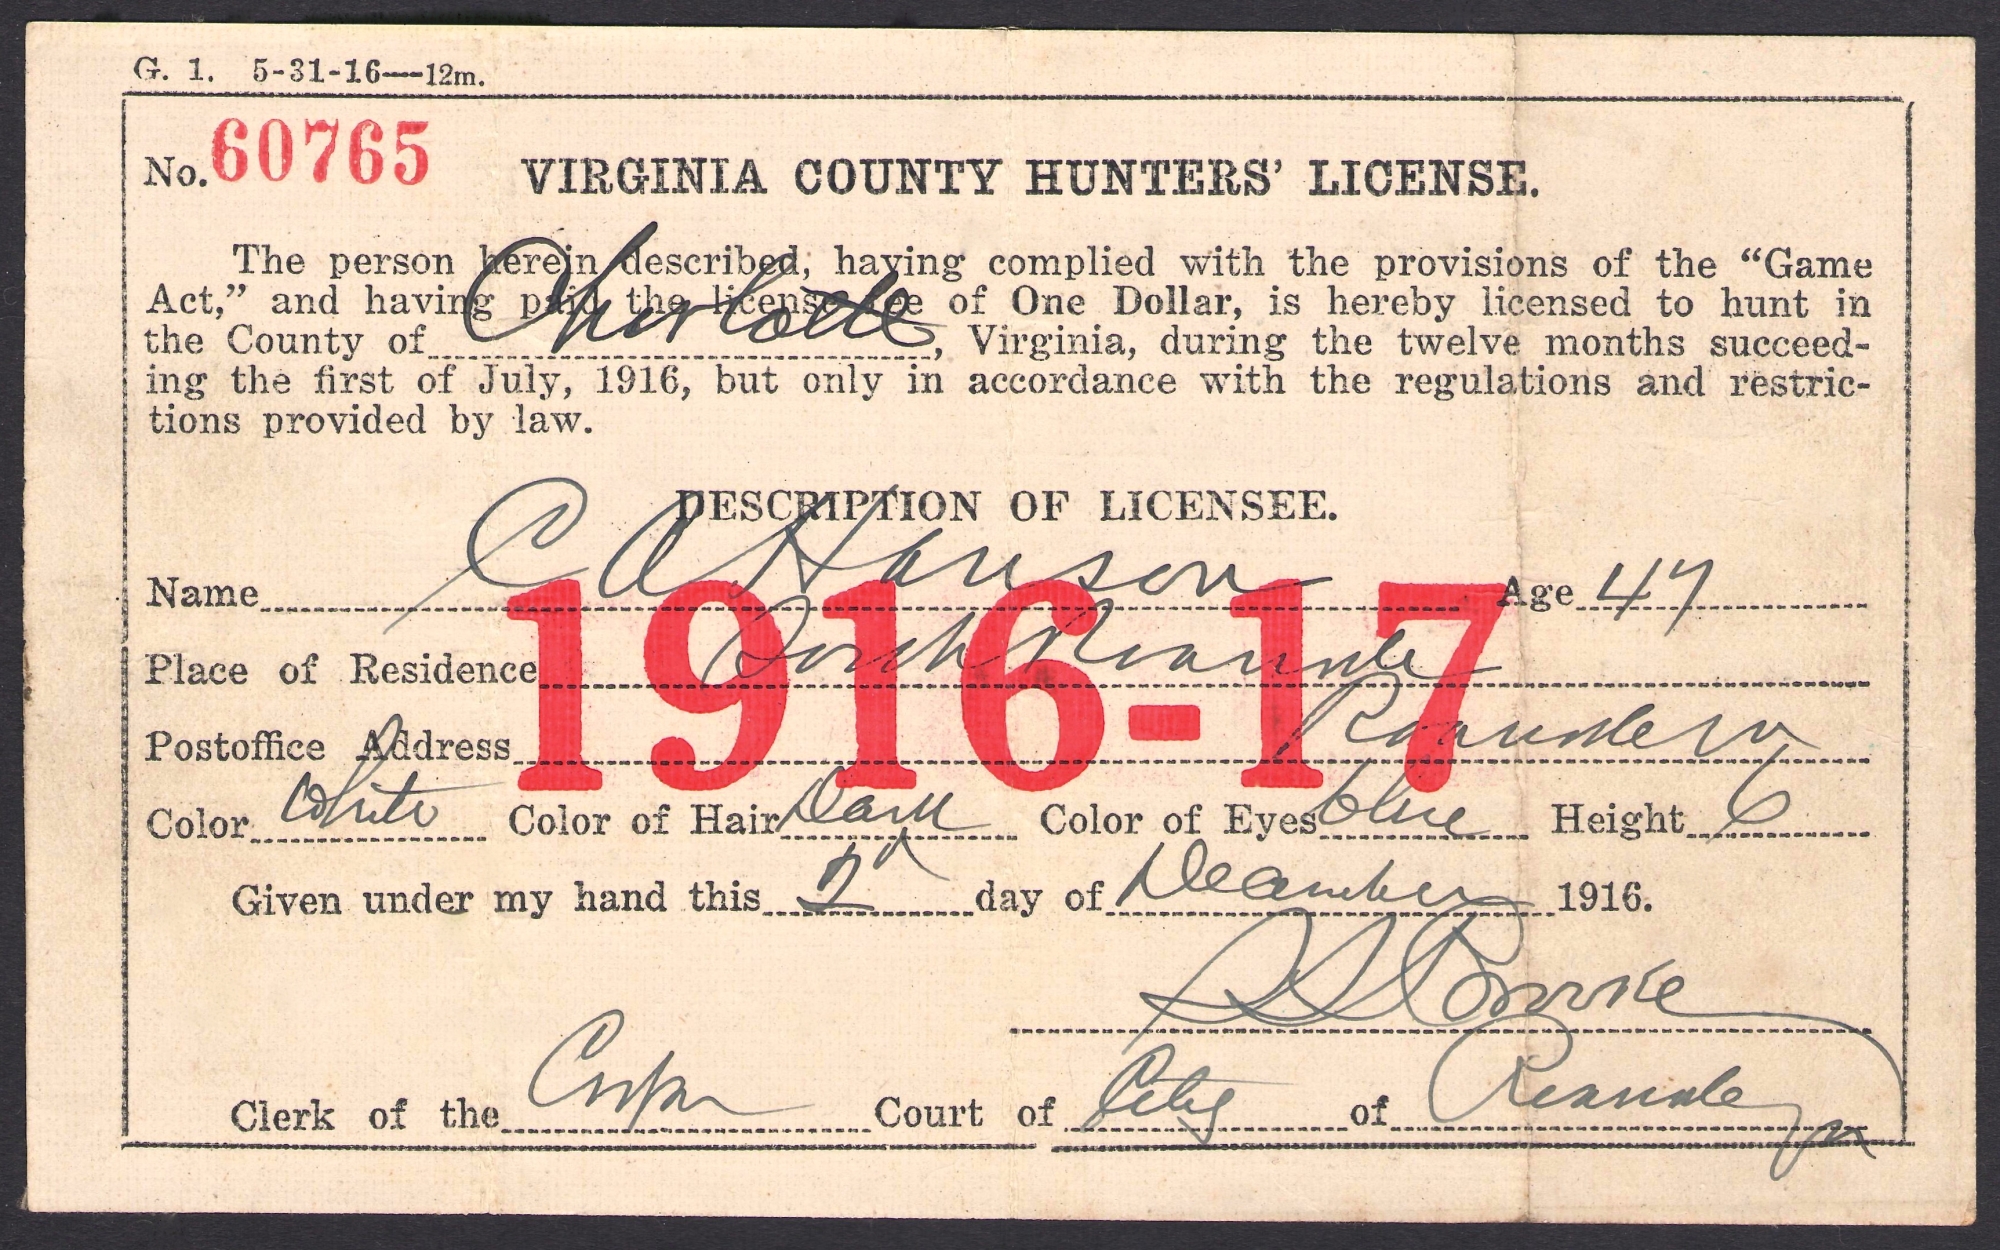 G. 1. 5-31-16—12m.
No. 60765 VIRGINIA COUNTY HUNTERS' LICENSE.
The person herein described, having complied with the provisions of the "Game
Act," and having paid the license fee of One Dollar, is hereby licensed to hunt in
the County of Charlotte, Virginia, during the twelve months succeed-
ing the first of July, 1916, but only in accordance with the regulations and restric-
tions provided by law.
DESCRIPTION OF LICENSEE.
Name C A Age 47
1916-17
Place of Residence South Roanoke
Postoffice Address Roanoke Va
Color White Color of Hair Dark Color of Eyes blue Height 6
Given under my hand this 2 day of December 1916.
Clerk of the Court of City of Roanoke Va